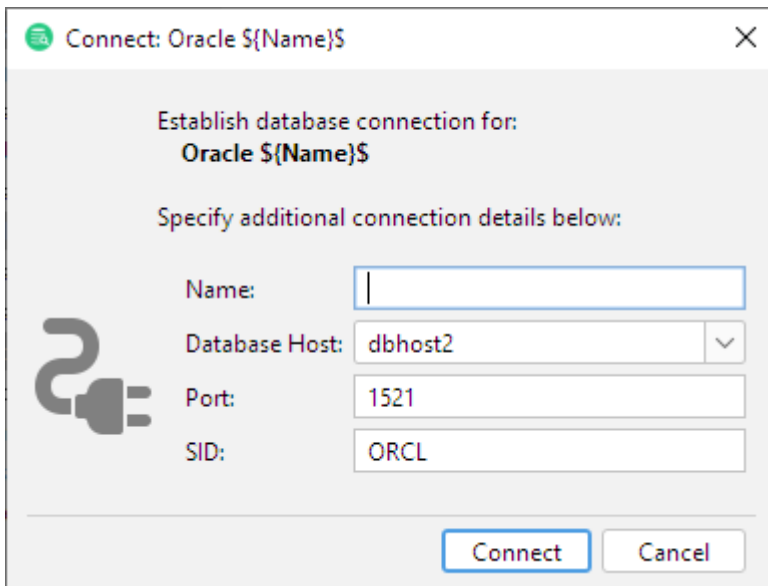 Connect: Oracle ${Name}$
Establish database connection for:
Oracle ${Name}$
Specify additional connection details below:
Name:
Database Host: dbhost2
Port: 1521
SID: ORCL
Connect Cancel